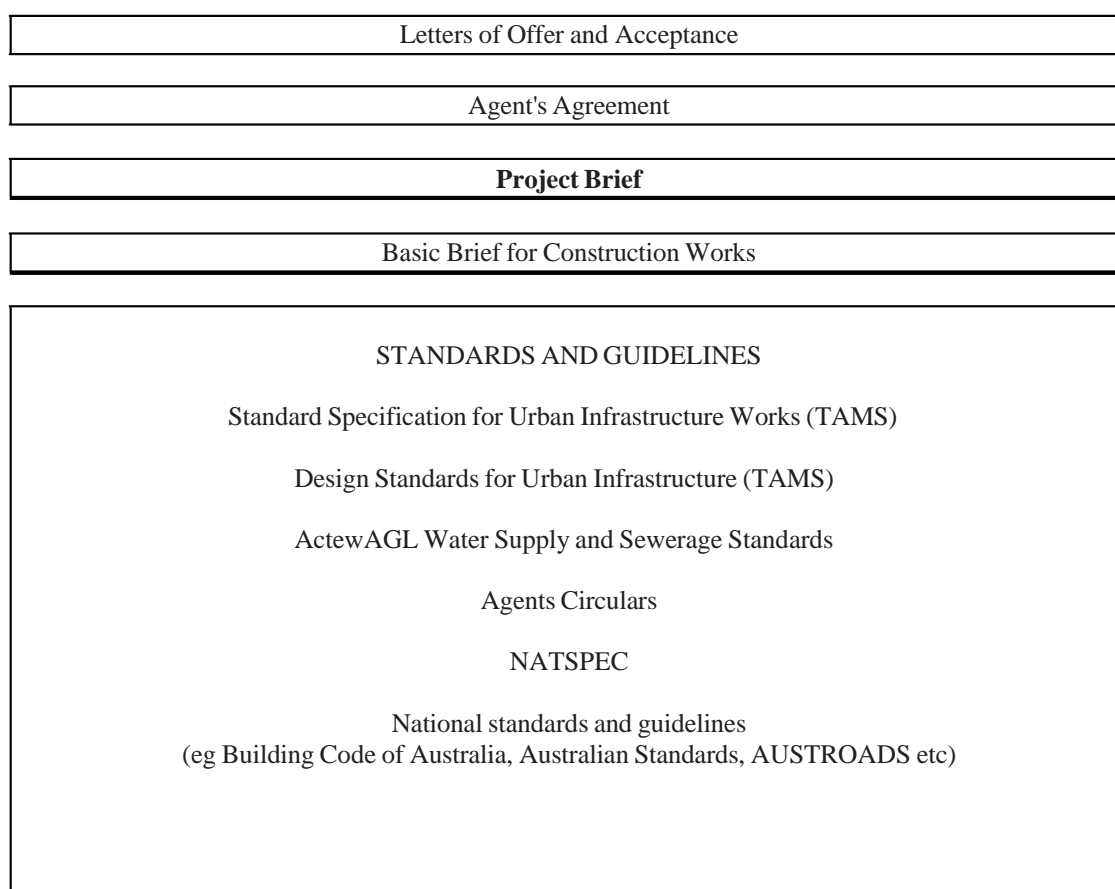 Letters of Offer and Acceptance
Agent's Agreement
Project Brief
Basic Brief for Construction Works
STANDARDS AND GUIDELINES
Standard Specification for Urban Infrastructure Works (TAMS)
Design Standards for Urban Infrastructure (TAMS)
ActewAGL Water Supply and Sewerage Standards
Agents Circulars
NATSPEC
National standards and guidelines
(eg Building Code of Australia, Australian Standards, AUSTROADS etc)